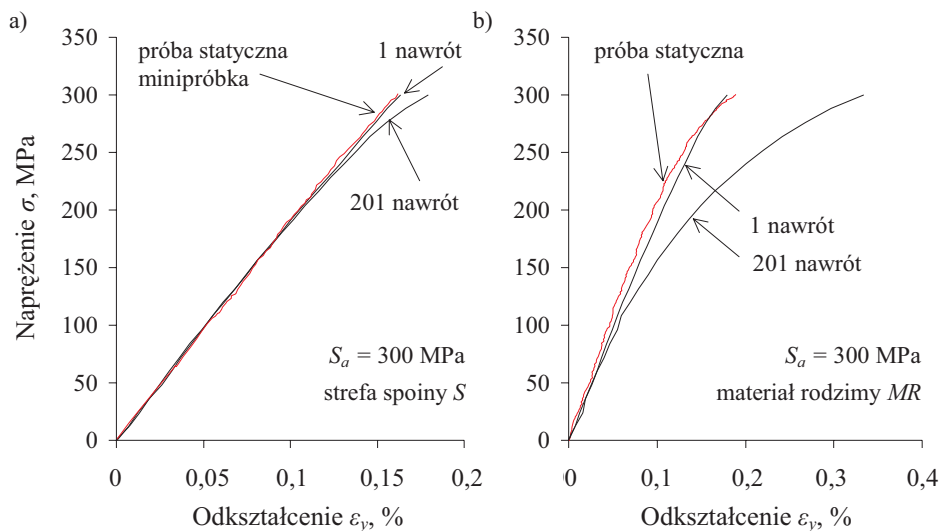 a)
350
300
250
200
150
100
50
0
Naprężenie σ, MPa
próba statyczna
minipróbka
1 nawrót
201 nawrót
Sa = 300 MPa
strefa spoiny S
0
0,05
0,1
0,15
0,2
Odkształcenie εy, %
b)
350
300
250
200
150
100
50
0
próba statyczna
1 nawrót
201 nawrót
Sa = 300 MPa
materiał rodzimy MR
0
0,1
0,2
0,3
0,4
Odkształcenie εy, %